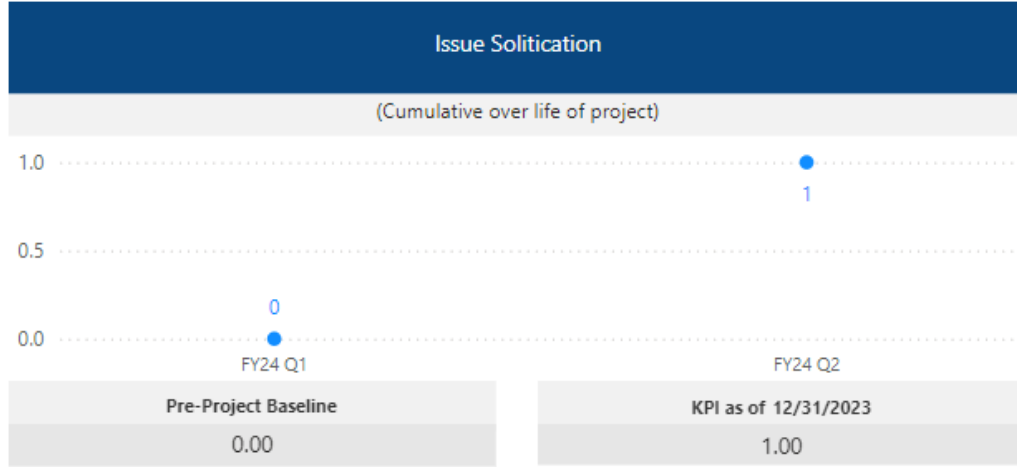 Issue Solitication
(Cumulative over life of project)
1.0
1
0.5
0
0.0
FY24 Q1 FY24 Q2
Pre-Project Baseline KPI as of 12/31/2023
0.00 1.00